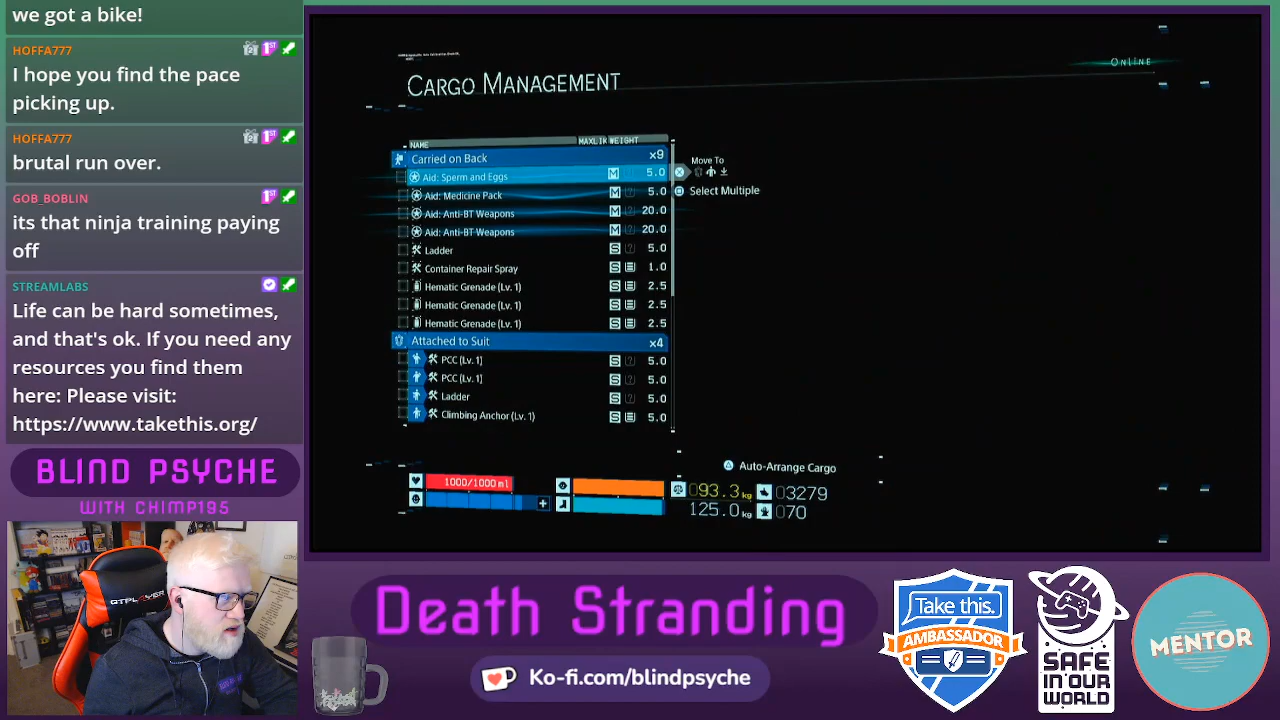 we got a bike!
HOFFA777
I hope you find the pace
picking up.
HOFFA777
brutal run over.
GOB BOBLIN
its that ninja training paying
off
STREAMLABS
Life can be hard sometimes,
and that's ok. If you need any
resources you find them
here: Please visit:
https://www.takethis.org/
BLIND PSYCHE
WITH CHIMP195
GTPLAYER
CARGO MANAGEMENT
ONLINE
NAME MAXLIK WEIGHT
Carried on Back x9
Aid: Sperm and Eggs M 5.0
Aid: Medicine Pack M 5.0
Aid: Anti-BT Weapons M 20.0
Aid: Anti-BT Weapons M 20.0
Ladder S 5.0
Container Repair Spray S 1.0
Hematic Grenade (Lv. 1) S 2.5
Hematic Grenade (Lv. 1) S 2.5
Hematic Grenade (Lv. 1) S 2.5
Attached to Suit x4
PCC (Lv. 1) S 5.0
PCC (Lv. 1) S 5.0
Ladder S 5.0
Climbing Anchor (Lv. 1) S 5.0
Move To
Select Multiple
Auto-Arrange Cargo
1000/1000 ml
093.3 kg 03279
125.0 kg 070
Death Stranding
Ko-fi.com/blindpsyche
Take this.
AMBASSADOR
SAFE
IN OUR
WORLD
MENTOR